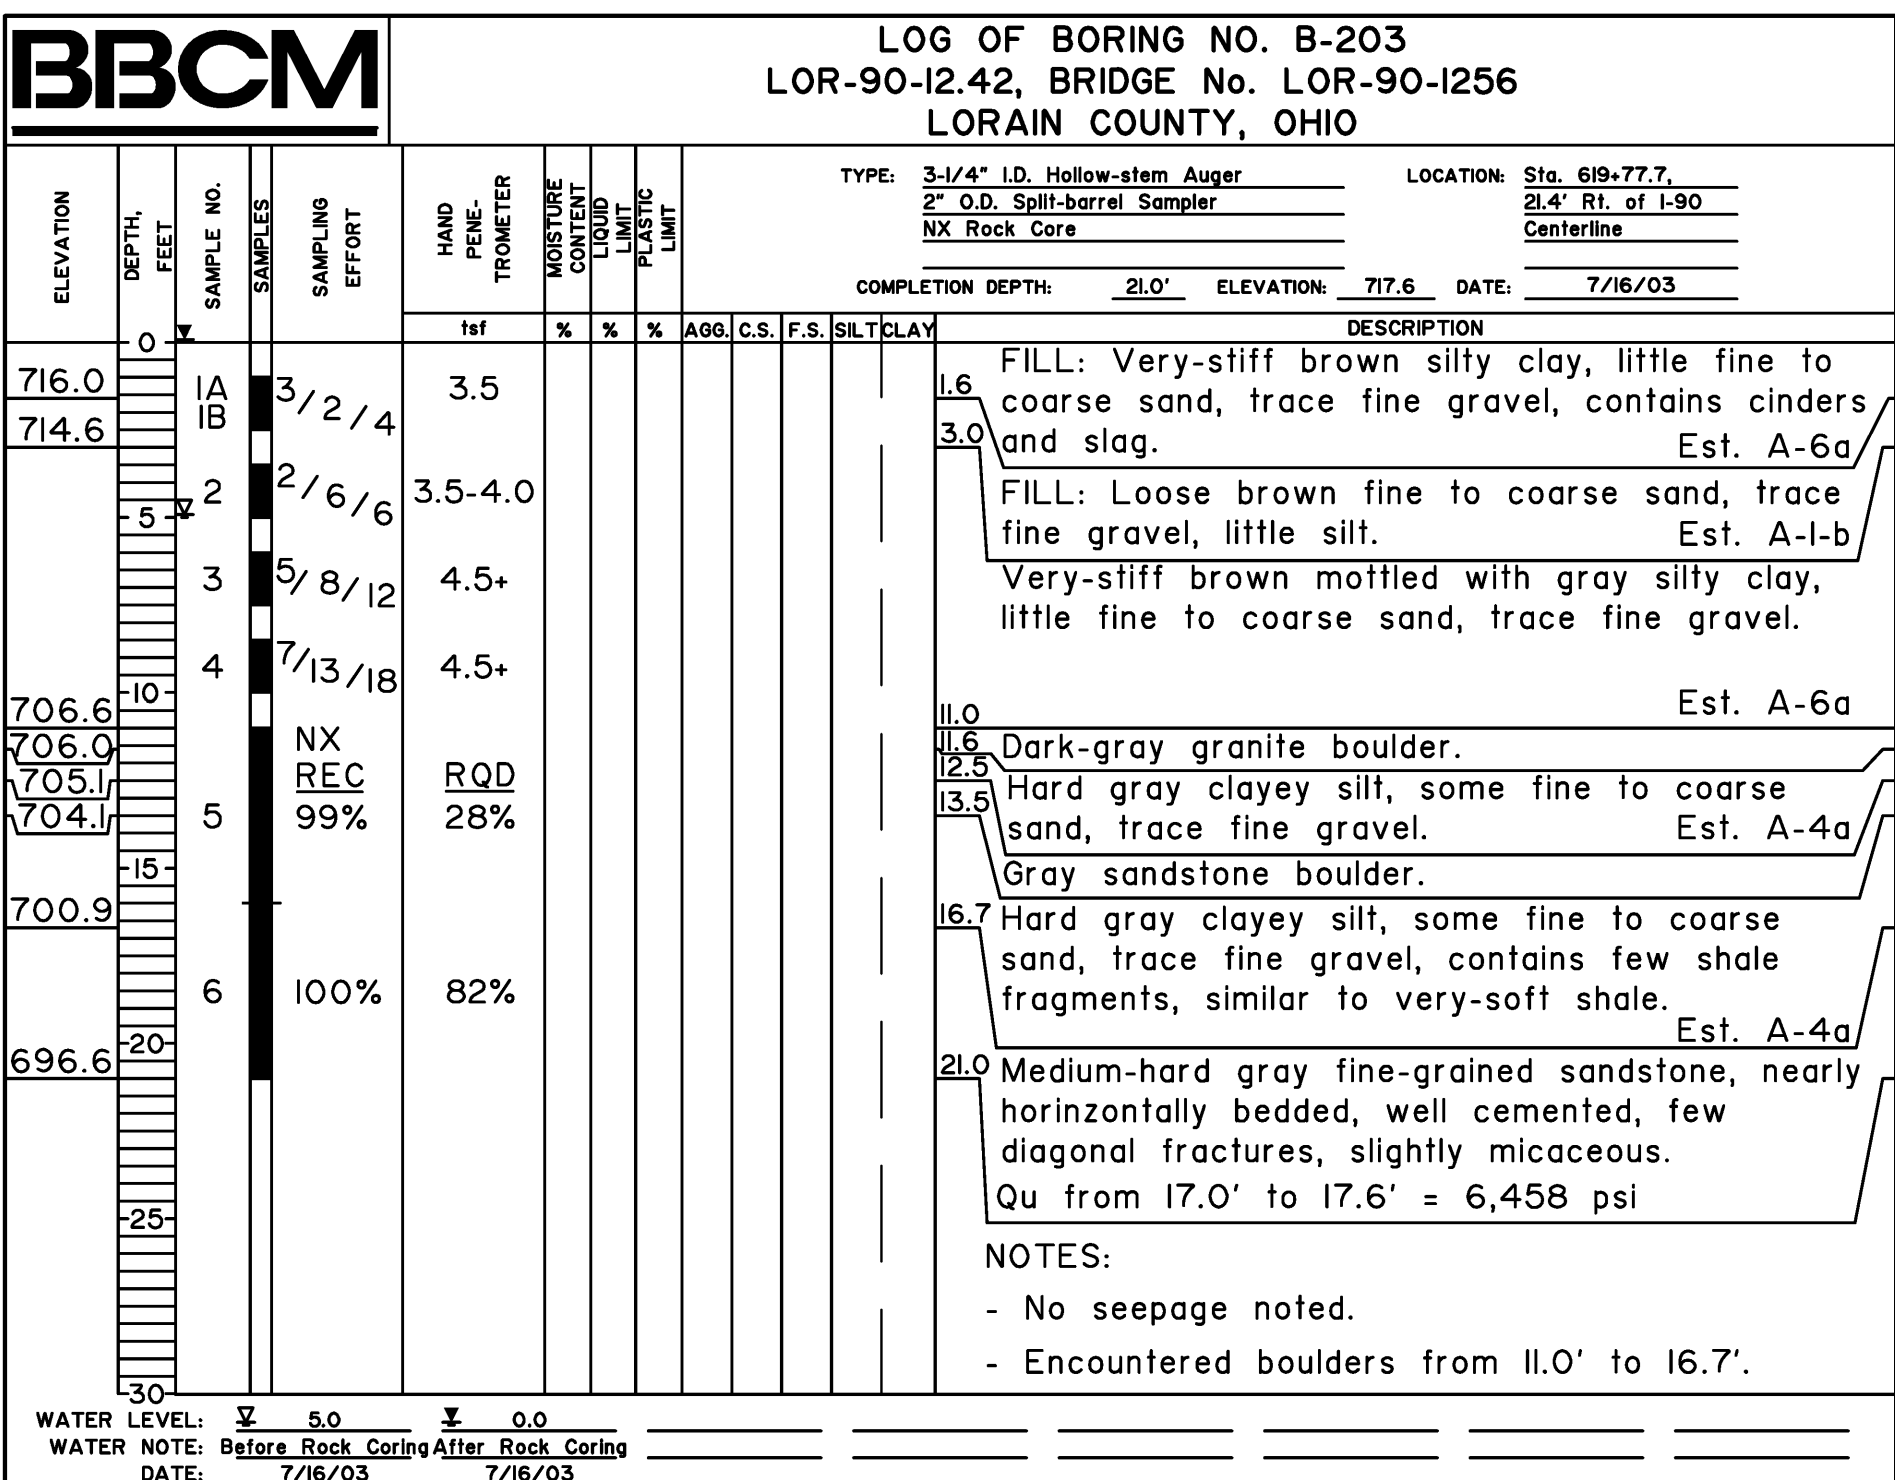 BBCM
LOG OF BORING NO. B-203
LOR-90-12.42, BRIDGE No. LOR-90-1256
LORAIN COUNTY, OHIO
ELEVATION
DEPTH, FEET
SAMPLE NO.
SAMPLES
SAMPLING EFFORT
HAND PENE-TROMETER
MOISTURE CONTENT
LIQUID LIMIT
PLASTIC LIMIT
TYPE: 3-1/4" I.D. Hollow-stem Auger
2" O.D. Split-barrel Sampler
NX Rock Core
LOCATION: Sta. 619+77.7,
21.4' Rt. of I-90
Centerline
COMPLETION DEPTH: 21.0' ELEVATION: 717.6 DATE: 7/16/03
tsf % % % AGG. C.S. F.S. SILT CLAY DESCRIPTION
0
5
10
15
20
25
30
716.0
714.6
706.6
706.0
705.1
704.1
700.9
696.6
1A
1B
3/2/4 3.5
2 2/6/6 3.5-4.0
3 5/8/12 4.5+
4 7/13/18 4.5+
NX
REC RQD
5 99% 28%
6 100% 82%
1.6
3.0
11.0
11.6
12.5
13.5
16.7
21.0
FILL: Very-stiff brown silty clay, little fine to
coarse sand, trace fine gravel, contains cinders
and slag. Est. A-6a
FILL: Loose brown fine to coarse sand, trace
fine gravel, little silt. Est. A-1-b
Very-stiff brown mottled with gray silty clay,
little fine to coarse sand, trace fine gravel.
Est. A-6a
Dark-gray granite boulder.
Hard gray clayey silt, some fine to coarse
sand, trace fine gravel. Est. A-4a
Gray sandstone boulder.
Hard gray clayey silt, some fine to coarse
sand, trace fine gravel, contains few shale
fragments, similar to very-soft shale.
Est. A-4a
Medium-hard gray fine-grained sandstone, nearly
horinzontally bedded, well cemented, few
diagonal fractures, slightly micaceous.
Qu from 17.0' to 17.6' = 6,458 psi
NOTES:
- No seepage noted.
- Encountered boulders from 11.0' to 16.7'.
WATER LEVEL: 5.0 0.0
WATER NOTE: Before Rock Coring After Rock Coring
DATE: 7/16/03 7/16/03